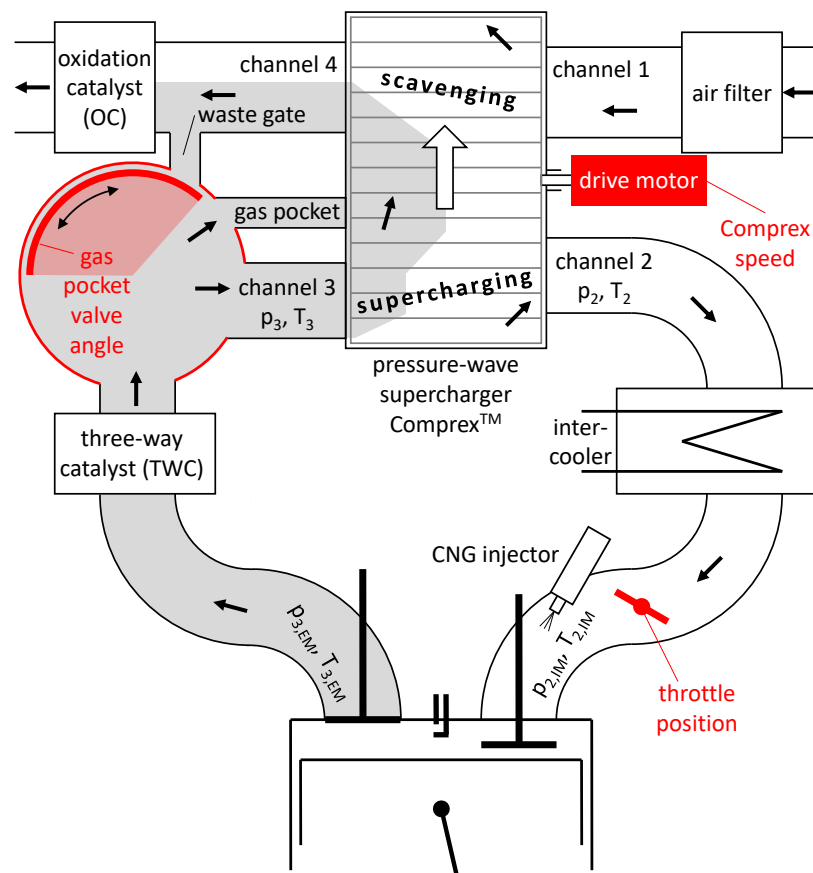 oxidation
catalyst
(OC)
channel 4
scavenging
channel 1
air filter
waste gate
drive motor
Comprex
speed
gas pocket
gas
pocket
valve
angle
channel 3
p3, T3
supercharging
channel 2
p2, T2
pressure-wave
supercharger
Comprex™
three-way
catalyst (TWC)
inter-
cooler
CNG injector
p3,EM, T3,EM
p2,IM, T2,IM
throttle
position